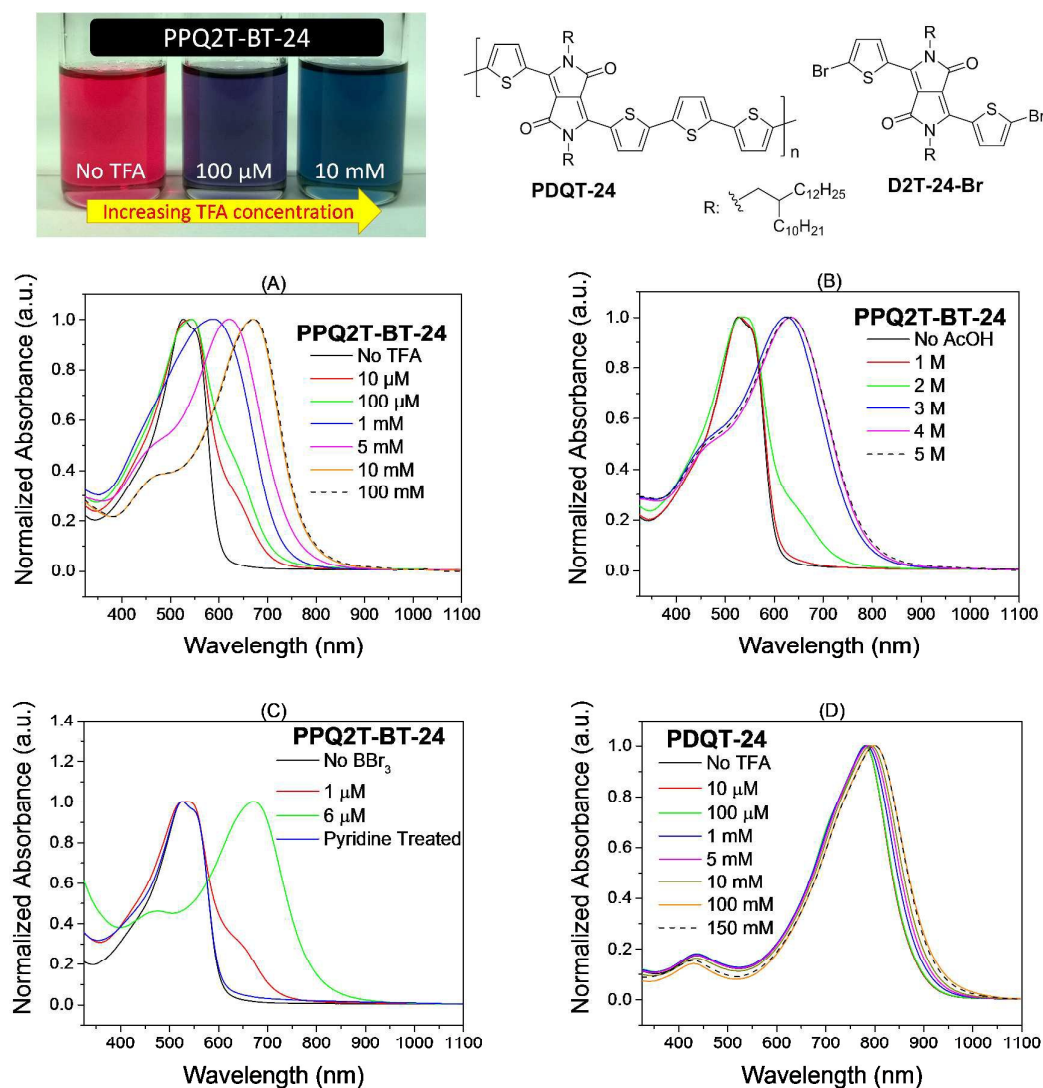 PPQ2T-BT-24
No TFA
100 µM
10 mM
Increasing TFA concentration
R
N
O
S
S
S
S
O
N
R
n
PDQT-24
R
N
O
S
Br
Br
S
O
N
R
D2T-24-Br
R:
C12H25
C10H21
(A)
PPQ2T-BT-24
No TFA
10 µM
100 µM
1 mM
5 mM
10 mM
100 mM
Normalized Absorbance (a.u.)
1.0
0.8
0.6
0.4
0.2
0.0
400 500 600 700 800 900 1000 1100
Wavelength (nm)
(B)
PPQ2T-BT-24
No AcOH
1 M
2 M
3 M
4 M
5 M
Normalized Absorbance (a.u.)
1.0
0.8
0.6
0.4
0.2
0.0
400 500 600 700 800 900 1000 1100
Wavelength (nm)
(C)
PPQ2T-BT-24
No BBr3
1 µM
6 µM
Pyridine Treated
Normalized Absorbance (a.u.)
1.4
1.2
1.0
0.8
0.6
0.4
0.2
0.0
400 500 600 700 800 900 1000 1100
Wavelength (nm)
(D)
PDQT-24
No TFA
10 µM
100 µM
1 mM
5 mM
10 mM
100 mM
150 mM
Normalized Absorbance (a.u.)
1.0
0.8
0.6
0.4
0.2
0.0
400 500 600 700 800 900 1000 1100
Wavelength (nm)